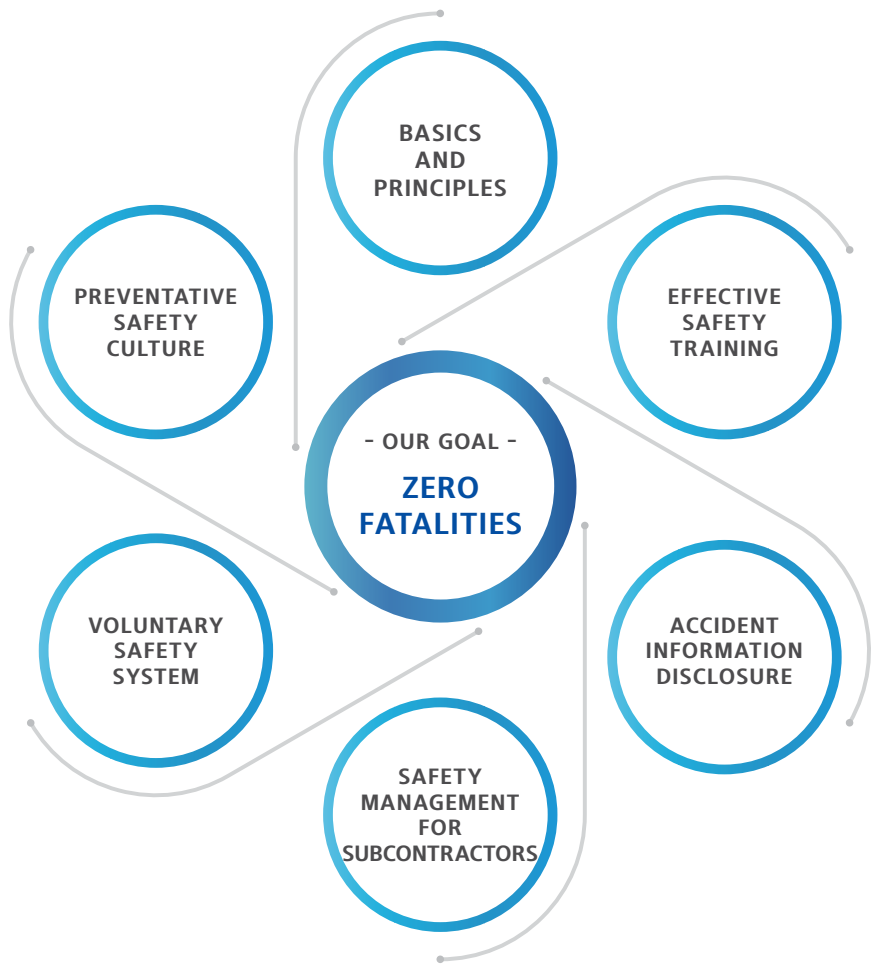 BASICS
AND
PRINCIPLES
PREVENTATIVE
SAFETY
CULTURE
EFFECTIVE
SAFETY
TRAINING
- OUR GOAL -
ZERO
FATALITIES
VOLUNTARY
SAFETY
SYSTEM
ACCIDENT
INFORMATION
DISCLOSURE
SAFETY
MANAGEMENT
FOR
SUBCONTRACTORS